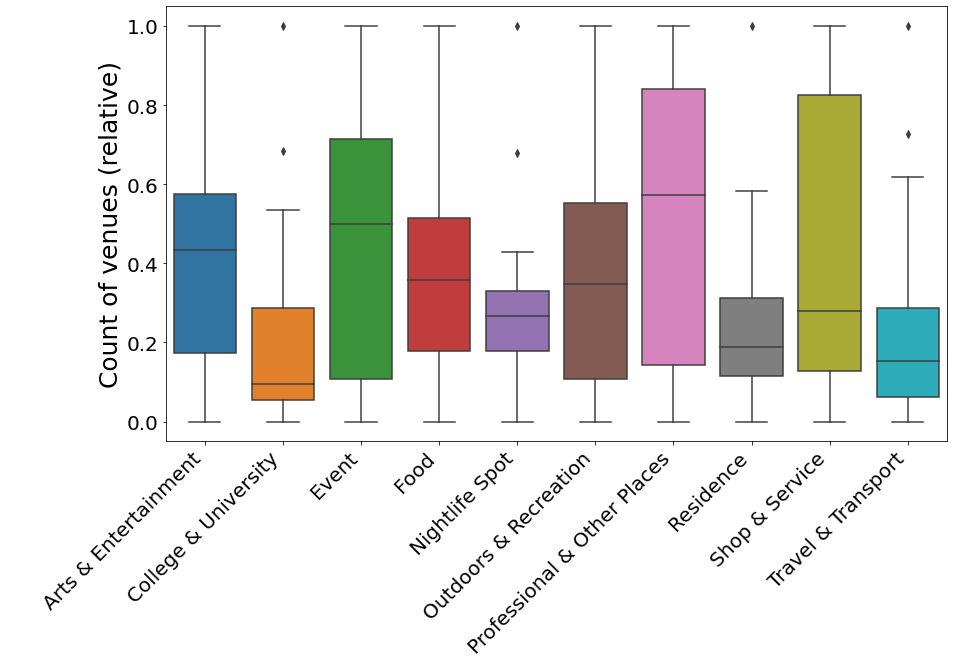 Count of venues (relative)
1.0
0.8
0.6
0.4
0.2
0.0
Arts & Entertainment
College & University
Event
Food
Nightlife Spot
Outdoors & Recreation
Professional & Other Places
Residence
Shop & Service
Travel & Transport